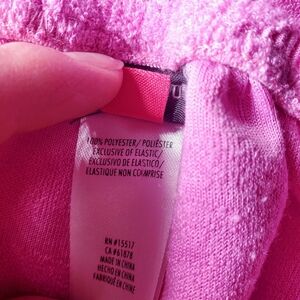 100% POLYESTER/ POLIÉSTER
EXCLUSIVE OF ELASTIC/
EXCLUSIVO DE ELASTICO/
ELASTIQUE NON COMPRISE
RN #15517
CA #61878
MADE IN CHINA
HECHO EN CHINA
FABRIQUÉ EN CHINE